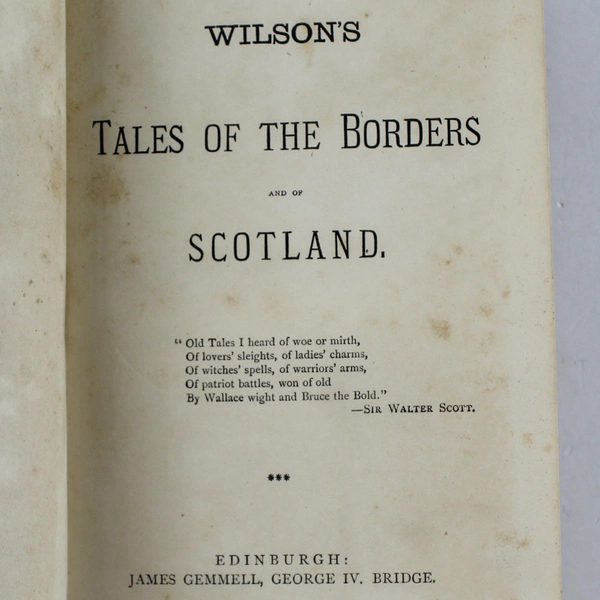 WILSON'S
TALES OF THE BORDERS
AND OF
SCOTLAND.
“Old Tales I heard of woe or mirth,
Of lovers' sleights, of ladies' charms,
Of witches' spells, of warriors' arms,
Of patriot battles, won of old
By Wallace wight and Bruce the Bold.”
—SIR WALTER SCOTT.
***
EDINBURGH:
JAMES GEMMELL, GEORGE IV. BRIDGE.